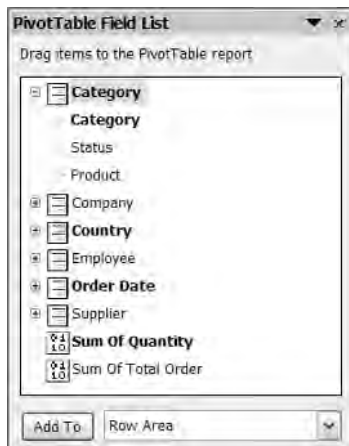 PivotTable Field List
Drag items to the PivotTable report
Category
Category
Status
Product
Company
Country
Employee
Order Date
Supplier
Sum Of Quantity
Sum Of Total Order
Add To Row Area